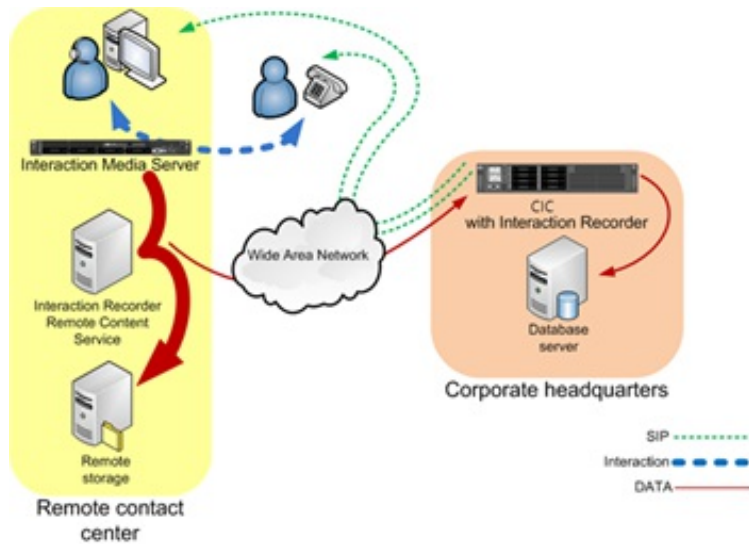 Interaction Media Server
Interaction Recorder
Remote Content
Service
Remote
storage
Remote contact
center
Wide Area Network
CIC
with Interaction Recorder
Database
server
Corporate headquarters
SIP
Interaction
DATA